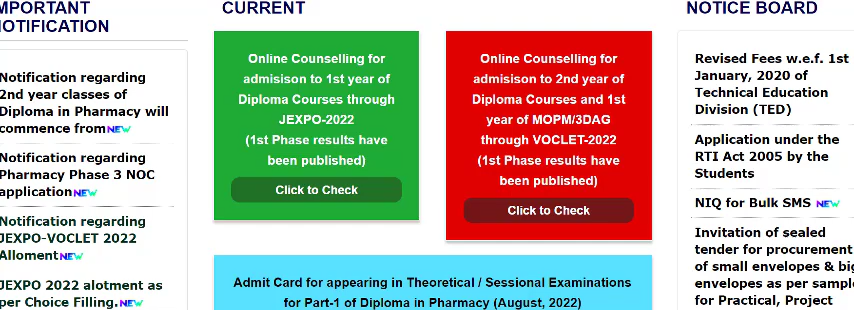 MPORTANT
NOTIFICATION
Notification regarding
2nd year classes of
Diploma in Pharmacy will
commence from NEW
Notification regarding
Pharmacy Phase 3 NOC
application NEW
Notification regarding
JEXPO-VOCLET 2022
Alloment NEW
JEXPO 2022 alotment as
per Choice Filling. NEW
CURRENT
Online Counselling for
admisison to 1st year of
Diploma Courses through
JEXPO-2022
(1st Phase results have
been published)
Click to Check
Online Counselling for
admisison to 2nd year of
Diploma Courses and 1st
year of MOPM/3DAG
through VOCLET-2022
(1st Phase results have
been published)
Click to Check
Admit Card for appearing in Theoretical / Sessional Examinations
for Part-1 of Diploma in Pharmacy (August, 2022)
NOTICE BOARD
Revised Fees w.e.f. 1st
January, 2020 of
Technical Education
Division (TED)
Application under the
RTI Act 2005 by the
Students
NIQ for Bulk SMS NEW
Invitation of sealed
tender for procurement
of small envelopes & big
envelopes as per sample
for Practical, Project